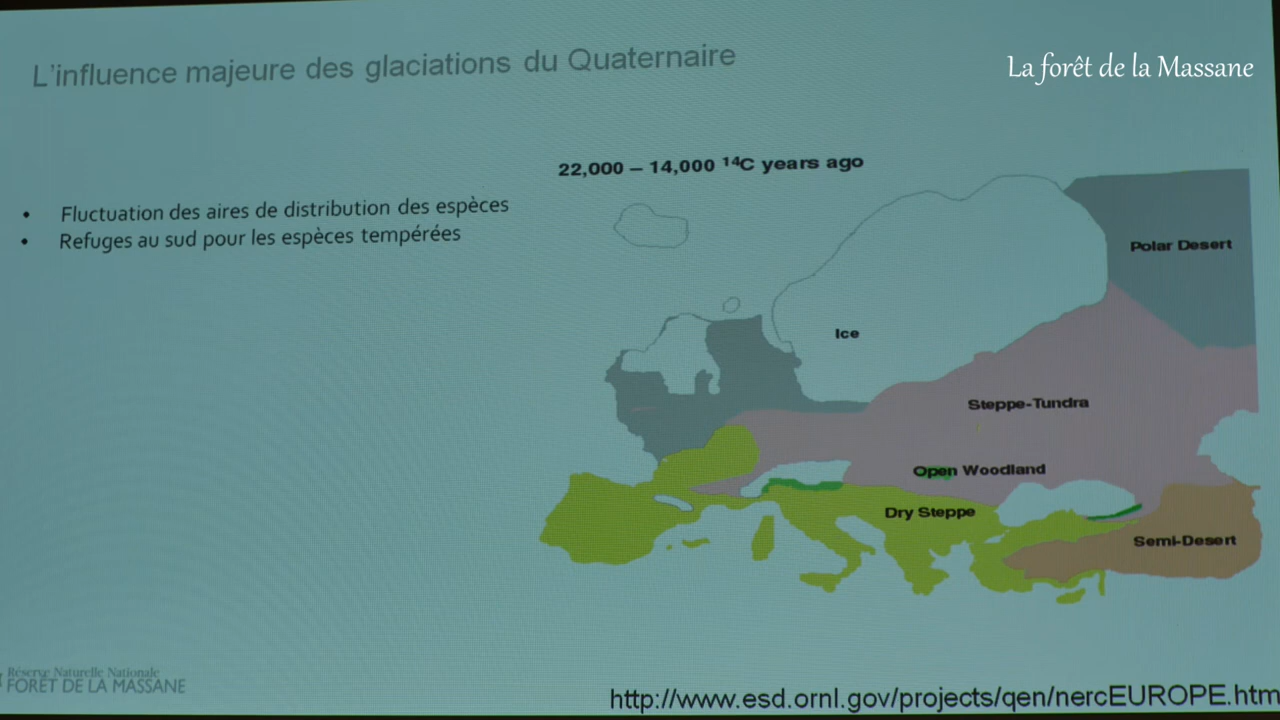 L'influence majeure des glaciations du Quaternaire
La forêt de la Massane
22,000 – 14,000 ¹⁴C years ago
• Fluctuation des aires de distribution des espèces
• Refuges au sud pour les espèces tempérées
Polar Desert
Ice
Steppe-Tundra
Open Woodland
Dry Steppe
Semi-Desert
Réserve Naturelle Nationale
FORÊT DE LA MASSANE
http://www.esd.ornl.gov/projects/qen/nercEUROPE.htm